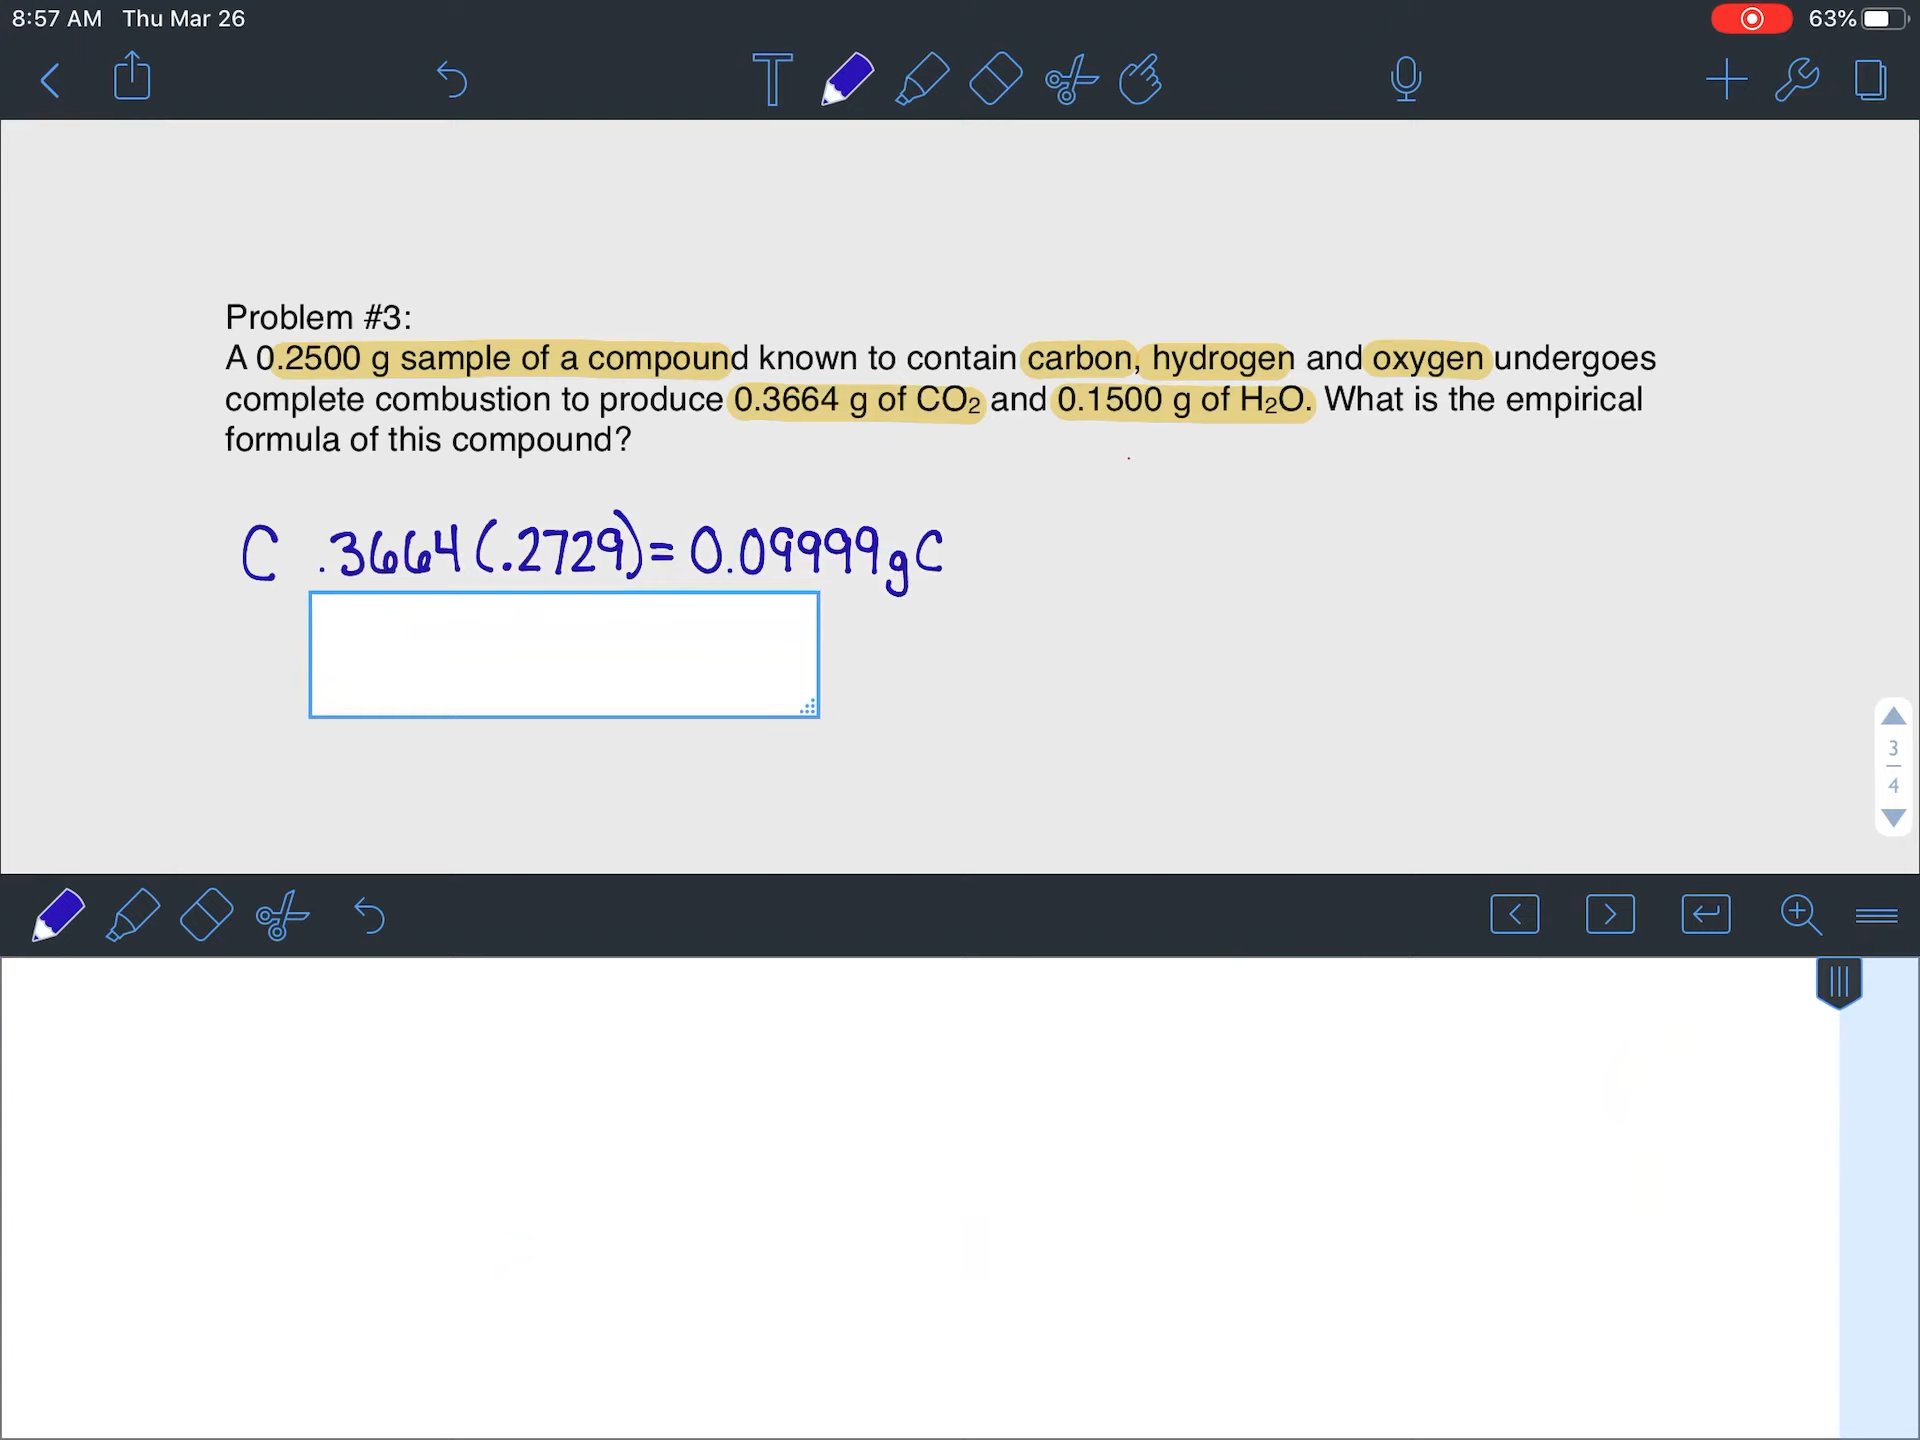 8:57 AM Thu Mar 26
63%
T
Problem #3:
A 0.2500 g sample of a compound known to contain carbon, hydrogen and oxygen undergoes
complete combustion to produce 0.3664 g of CO₂ and 0.1500 g of H₂O. What is the empirical
formula of this compound?
C .3664(.2729)= 0.09999gC
3
4